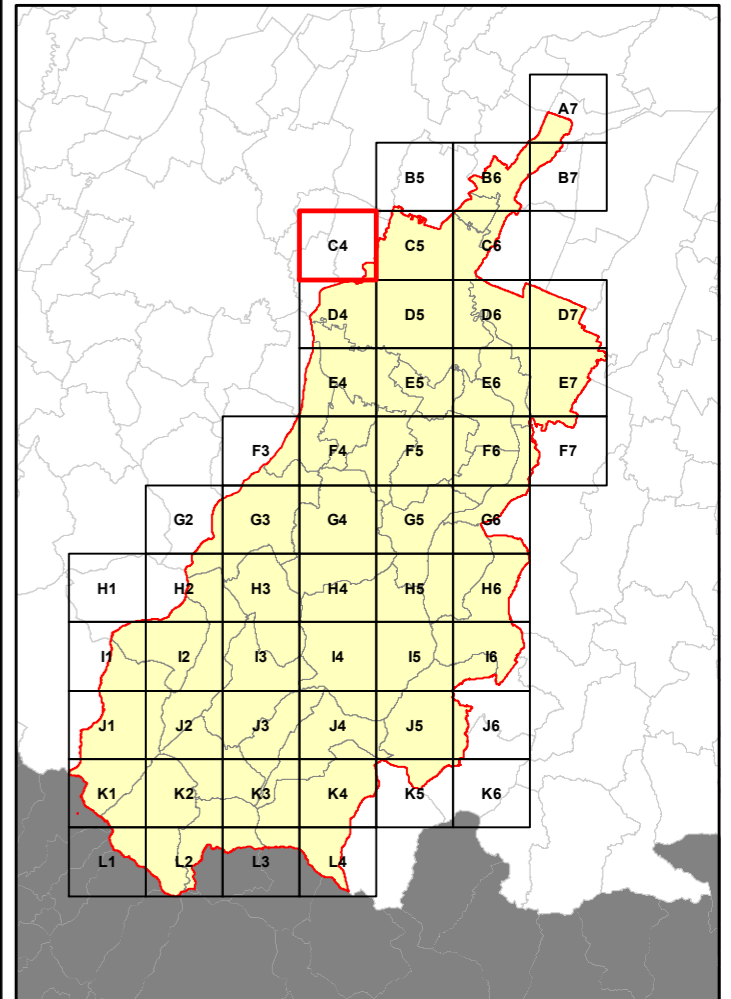 A7
B5 B6 B7
C4 C5 C6
D4 D5 D6 D7
E4 E5 E6 E7
F3 F4 F5 F6 F7
G2 G3 G4 G5 G6
H1 H2 H3 H4 H5 H6
I1 I2 I3 I4 I5 I6
J1 J2 J3 J4 J5 J6
K1 K2 K3 K4 K5 K6
L1 L2 L3 L4